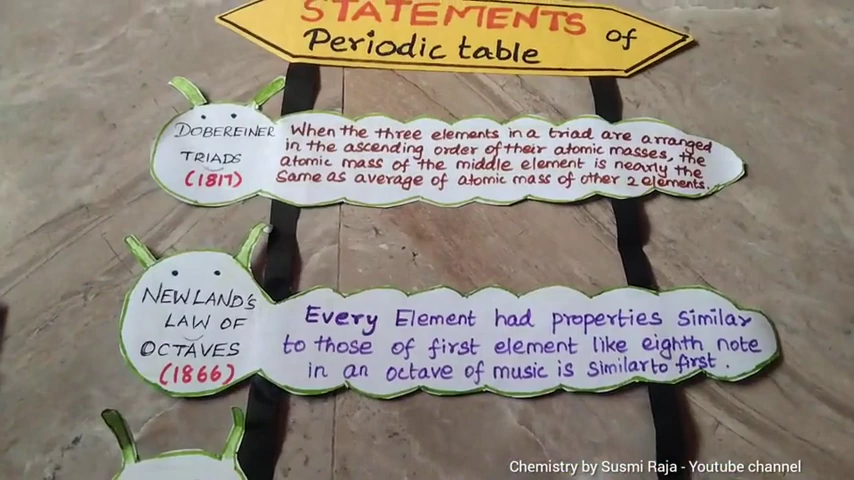 STATEMENTS of
Periodic table
DOBEREINER
TRIADS
(1817)
When the three elements in a triad are arranged
in the ascending order of their atomic masses, the
atomic mass of the middle element is nearly the
same as average of atomic mass of other 2 elements.
NEWLAND'S
LAW OF
OCTAVES
(1866)
Every Element had properties similar
to those of first element like eighth note
in an octave of music is similar to first.
Chemistry by Susmi Raja - Youtube channel